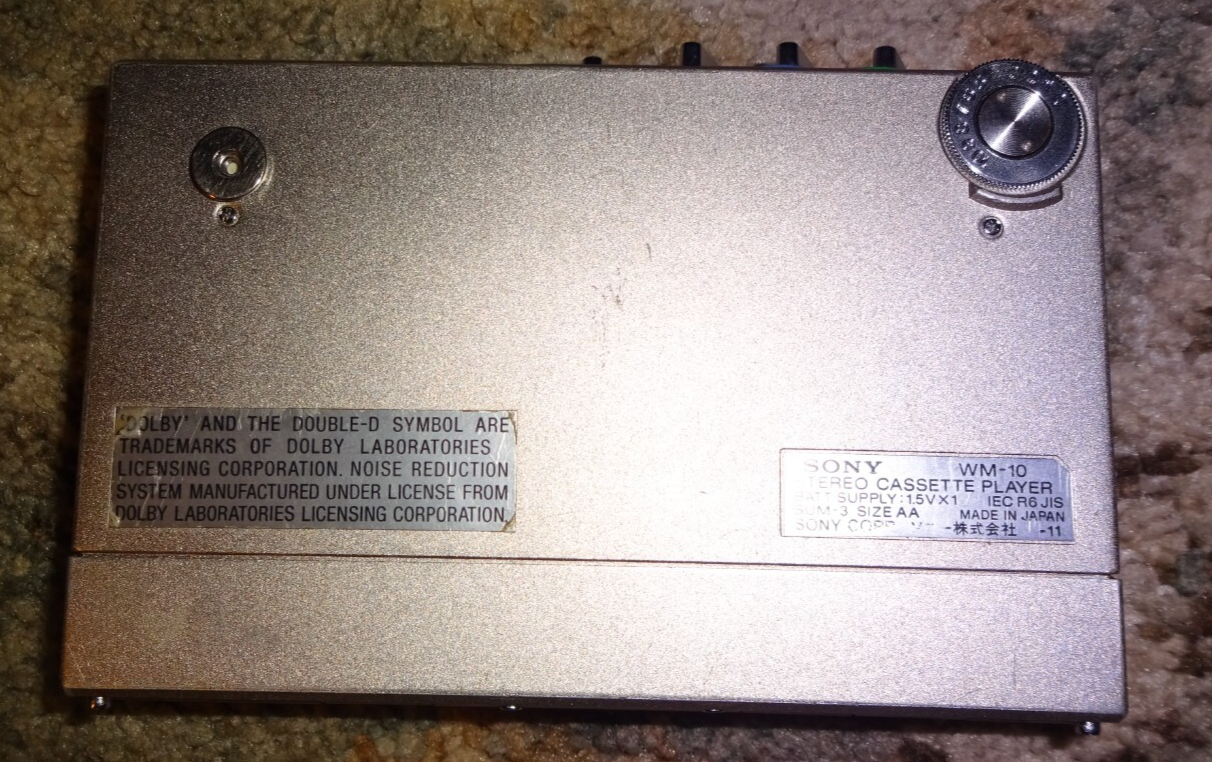 'DOLBY' AND THE DOUBLE-D SYMBOL ARE
TRADEMARKS OF DOLBY LABORATORIES
LICENSING CORPORATION. NOISE REDUCTION
SYSTEM MANUFACTURED UNDER LICENSE FROM
DOLBY LABORATORIES LICENSING CORPORATION.
SONY WM-10
STEREO CASSETTE PLAYER
BATT SUPPLY: 1.5V×1 IEC R6 JIS
SUM-3 SIZE AA MADE IN JAPAN
SONY CORP. 株式会社 -11